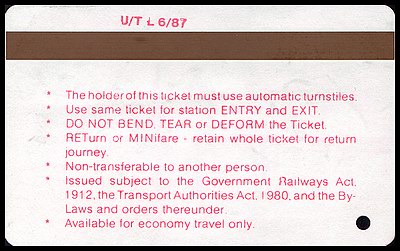 U/T L 6/87
* The holder of this ticket must use automatic turnstiles.
* Use same ticket for station ENTRY and EXIT.
* DO NOT BEND, TEAR or DEFORM the Ticket.
* RETurn or MINifare - retain whole ticket for return
journey.
* Non-transferable to another person.
* Issued subject to the Government Railways Act,
1912, the Transport Authorities Act, 1980, and the By-
Laws and orders thereunder.
* Available for economy travel only.